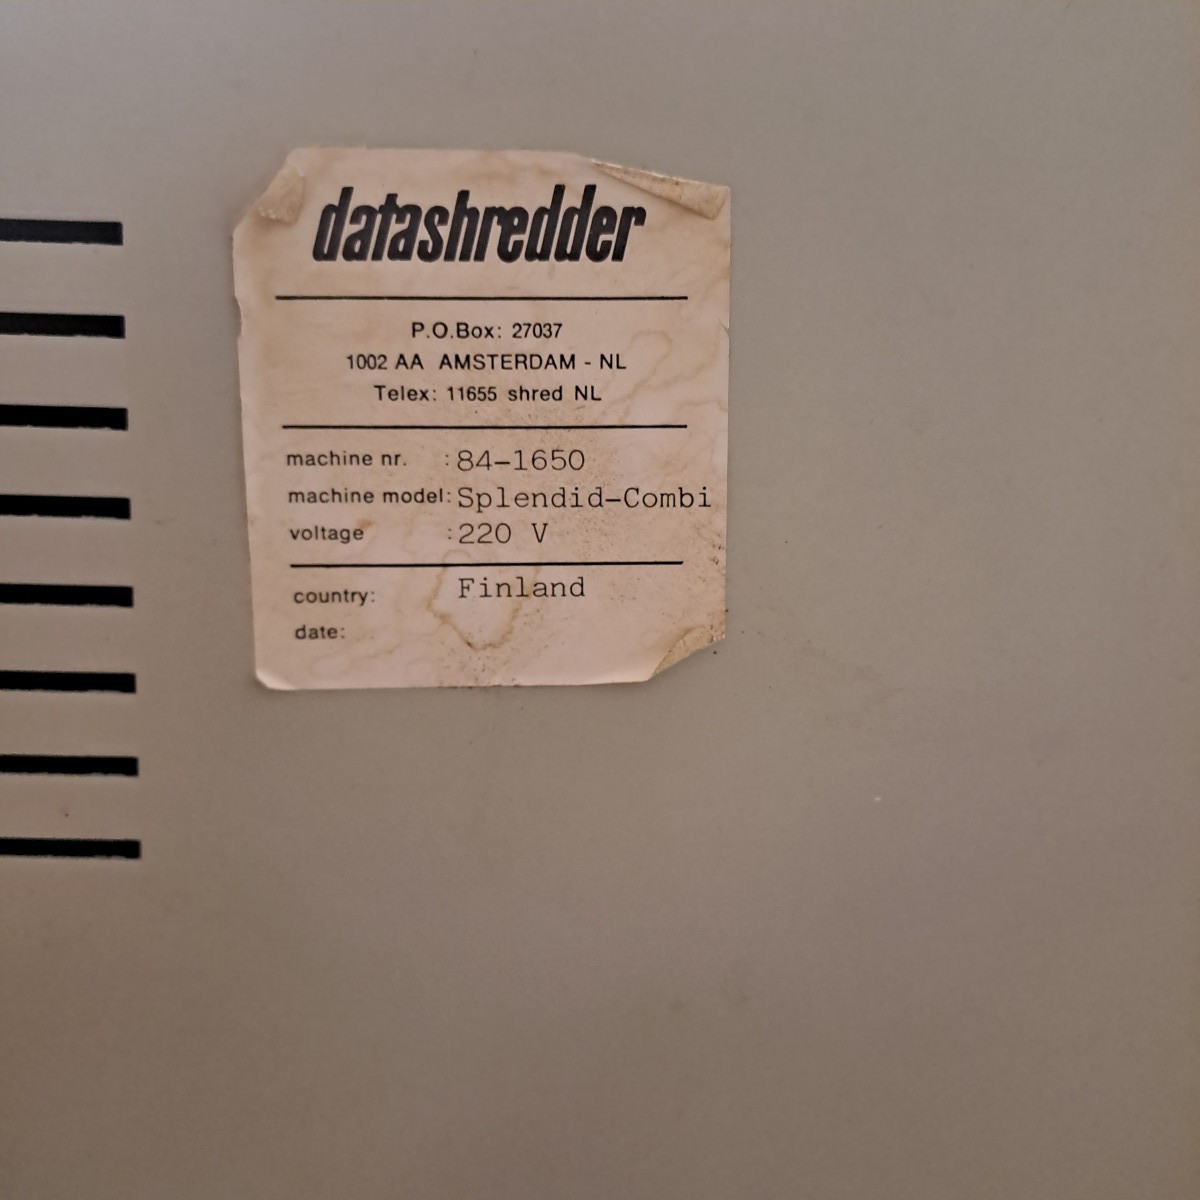 datashredder
P.O.Box: 27037
1002 AA AMSTERDAM - NL
Telex: 11655 shred NL
machine nr. :84-1650
machine model:Splendid-Combi
voltage :220 V
country: Finland
date: